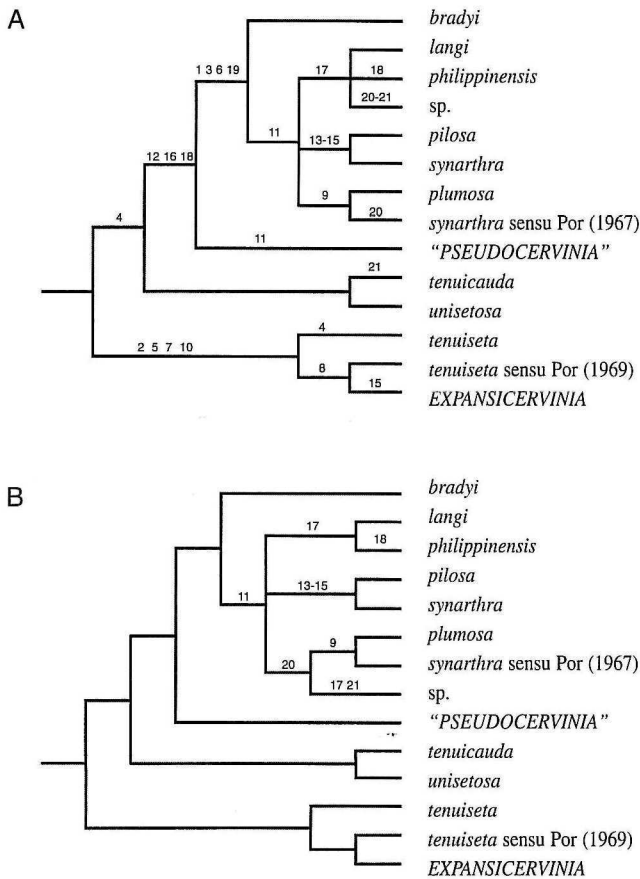 A
bradyi
langi
1 3 6 19
17
18
philippinensis
20-21
sp.
11
13-15
pilosa
12 16 18
synarthra
9
plumosa
4
20
synarthra sensu Por (1967)
11
"PSEUDOCERVINIA"
21
tenuicauda
unisetosa
4
tenuiseta
2 5 7 10
8
tenuiseta sensu Por (1969)
15
EXPANSICERVINIA
B
bradyi
langi
17
18
philippinensis
13-15
pilosa
11
synarthra
9
plumosa
20
synarthra sensu Por (1967)
17 21
sp.
"PSEUDOCERVINIA"
tenuicauda
unisetosa
tenuiseta
tenuiseta sensu Por (1969)
EXPANSICERVINIA